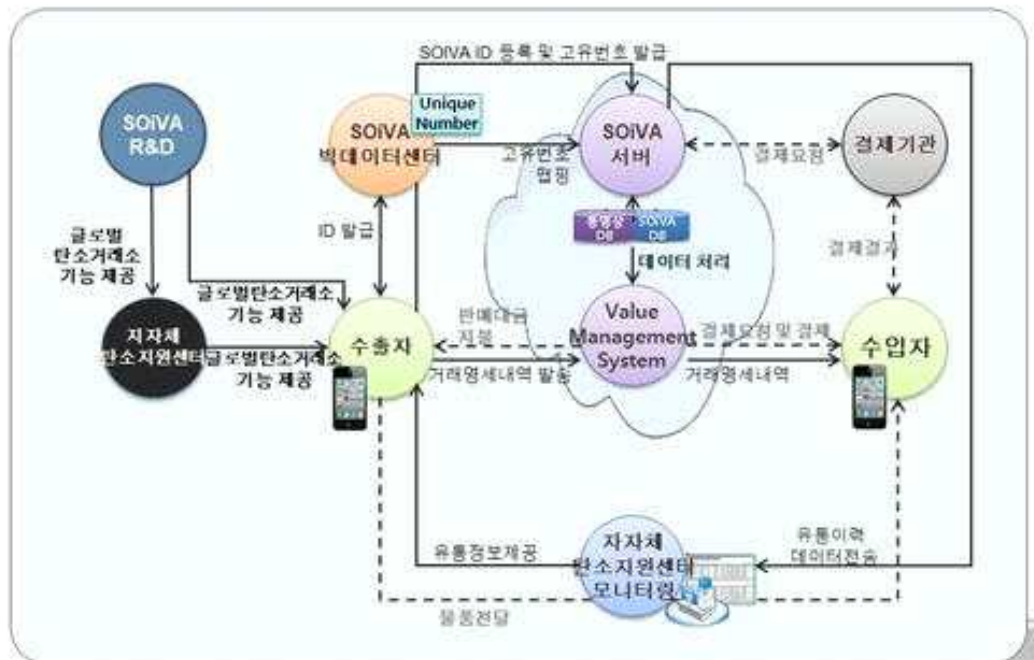 SOIVA ID 등록 및 고유번호 발급
Unique
Number
SOiVA
R&D
SOiVA
빅데이터센터
고유번호
맵핑
SOiVA
서버
결제요청
결제기관
동영상
DB
SOiVA
DB
ID 발급
데이터 처리
결제결과
글로벌
탄소거래소
기능 제공
글로벌탄소거래소
기능 제공
지자체
탄소지원센터
글로벌탄소거래소
기능 제공
수출자
판매대금
지불
거래명세내역 발송
Value
Management
System
결제요청 및 결제
거래명세내역
수입자
유통정보제공
지자체
탄소지원센터
모니터링
유통이력
데이터전송
물품전달